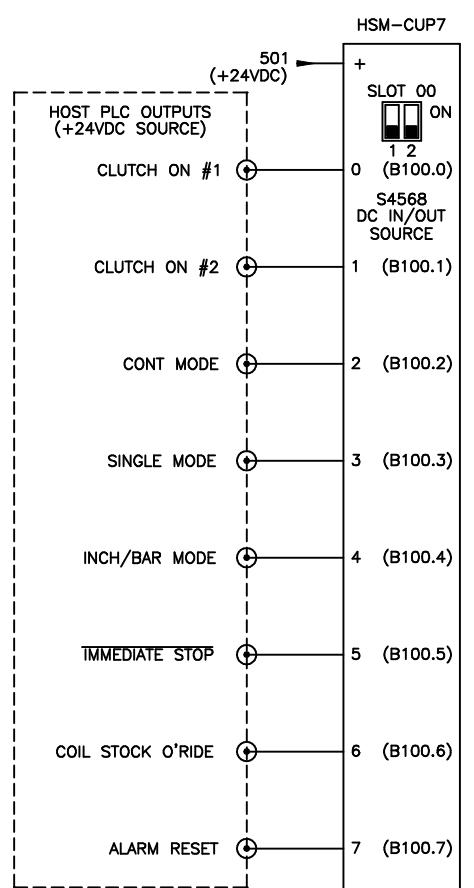 HSM-CUP7
501
(+24VDC)
+
SLOT 00
ON
1 2
HOST PLC OUTPUTS
(+24VDC SOURCE)
CLUTCH ON #1
0 (B100.0)
S4568
DC IN/OUT
SOURCE
CLUTCH ON #2
1 (B100.1)
CONT MODE
2 (B100.2)
SINGLE MODE
3 (B100.3)
INCH/BAR MODE
4 (B100.4)
IMMEDIATE STOP
5 (B100.5)
COIL STOCK O'RIDE
6 (B100.6)
ALARM RESET
7 (B100.7)